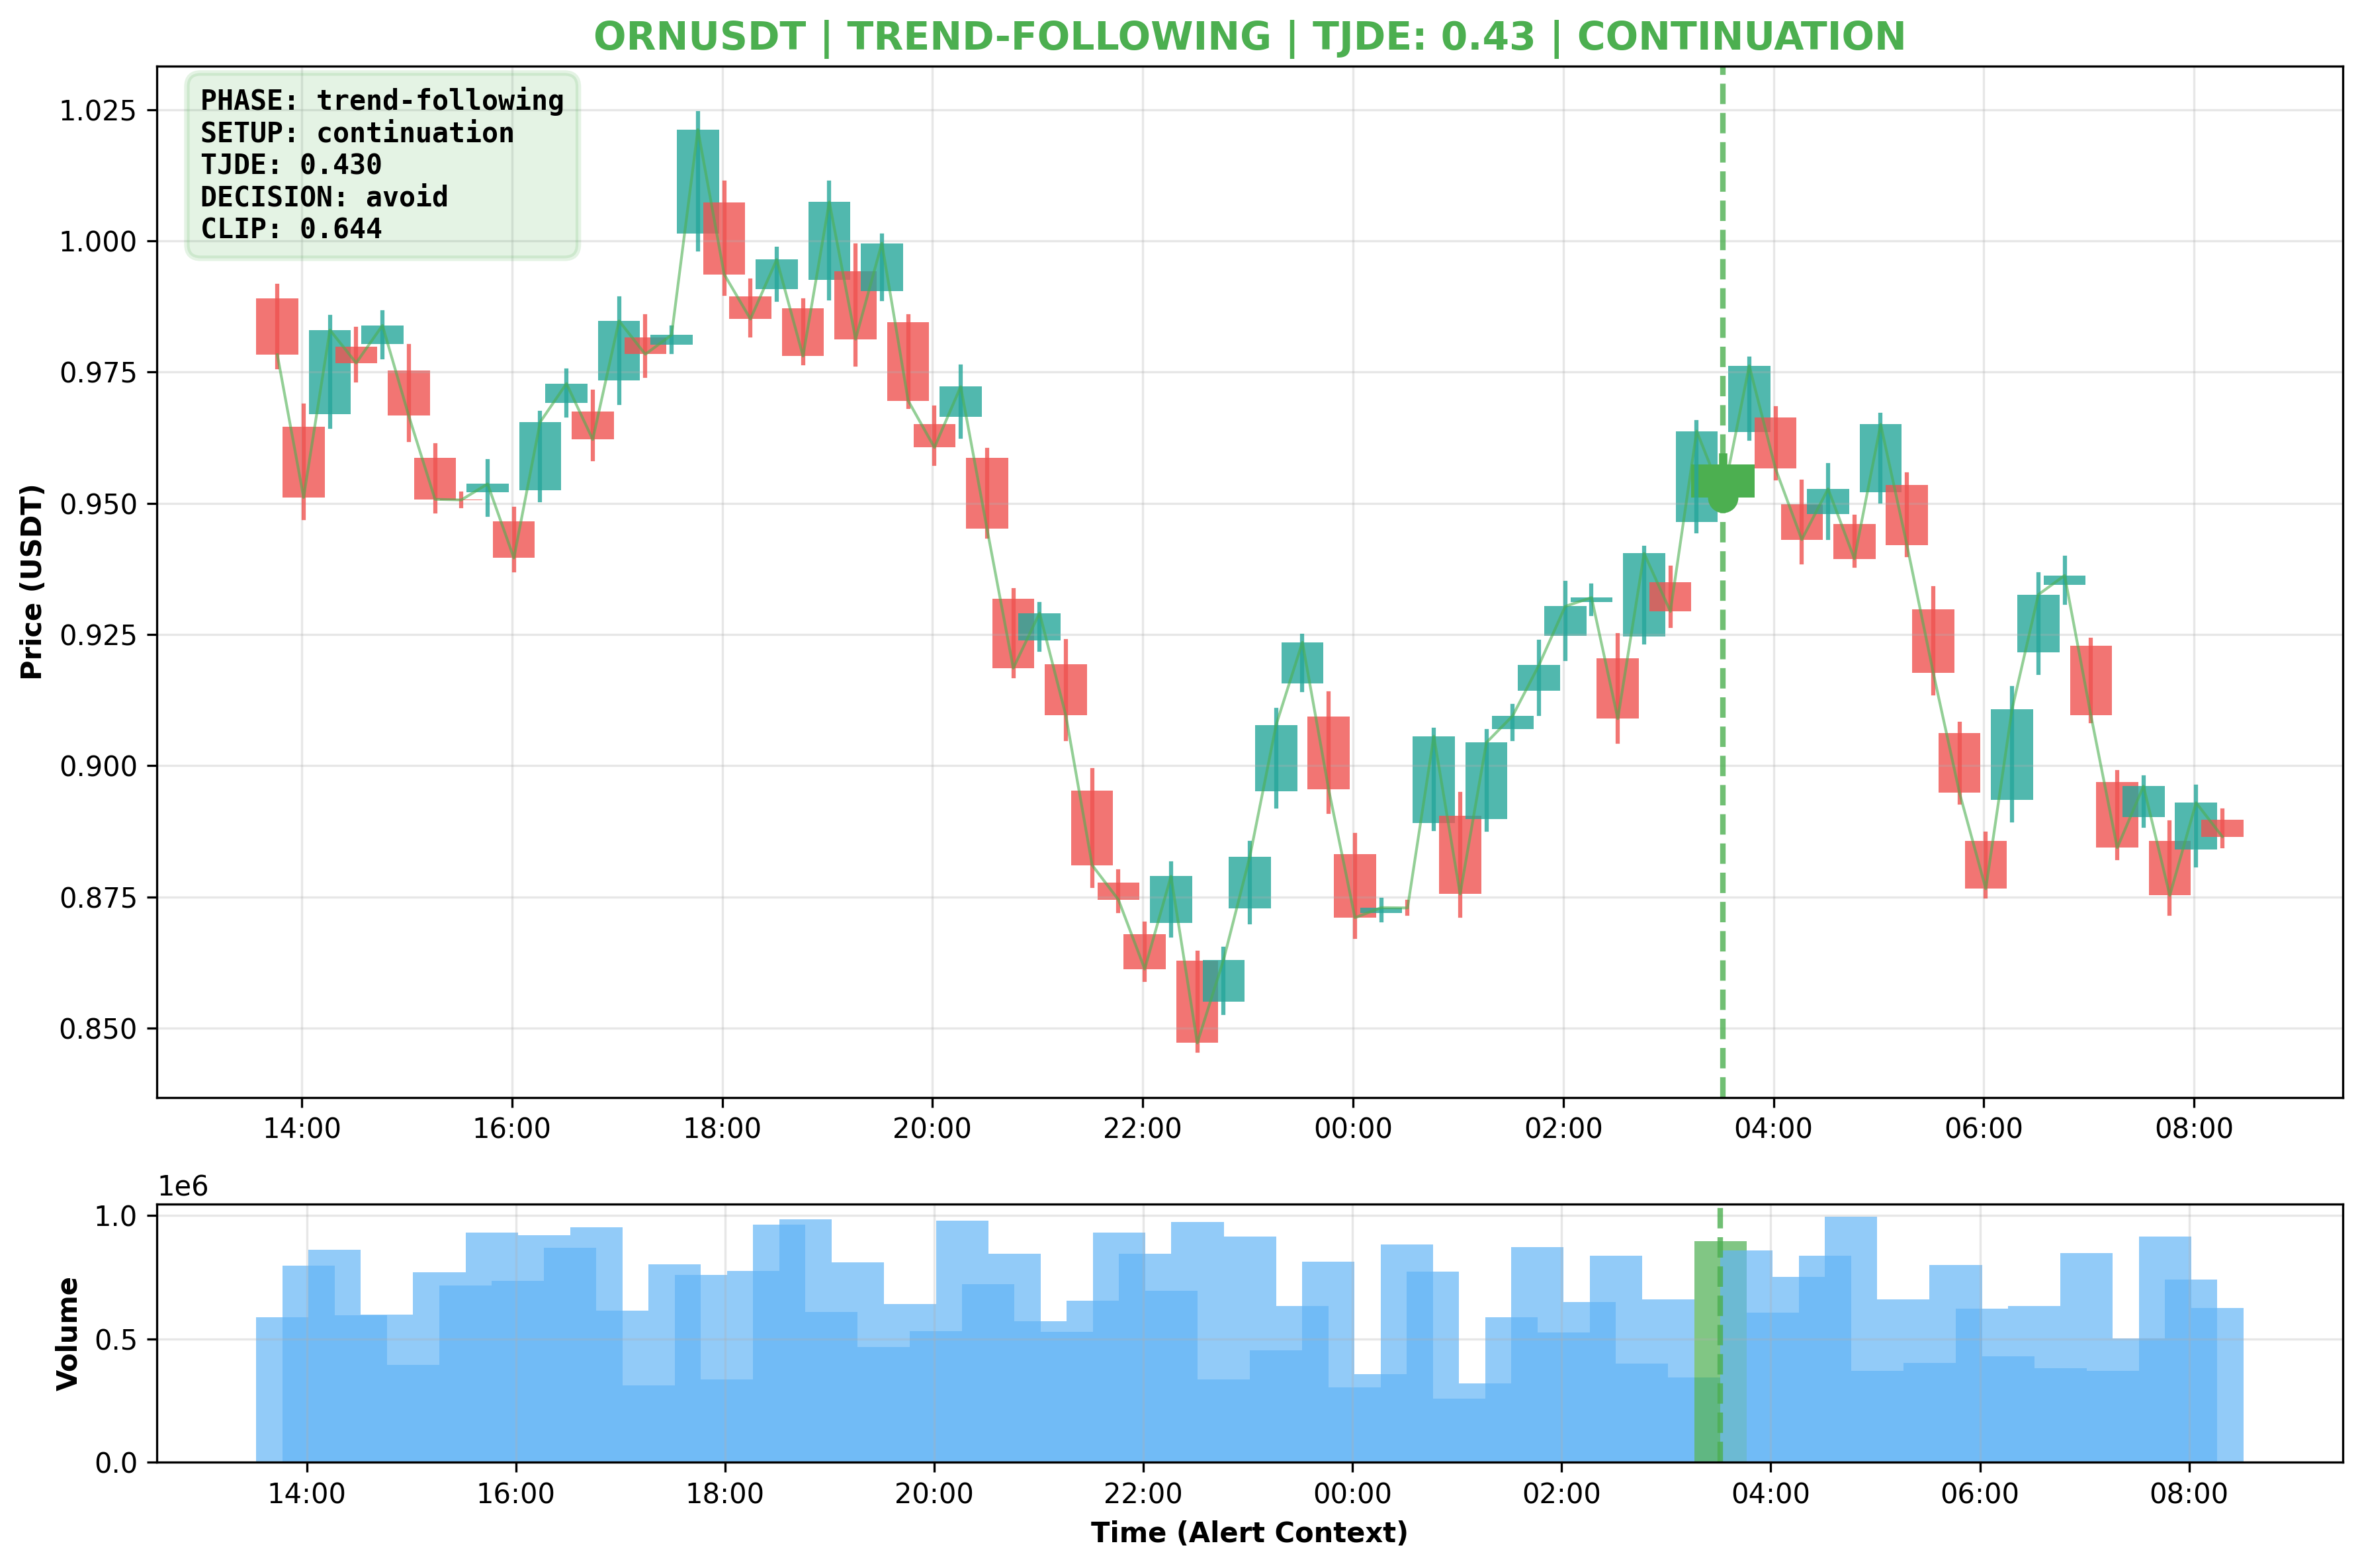 ORNUSDT | TREND-FOLLOWING | TJDE: 0.43 | CONTINUATION
PHASE: trend-following
SETUP: continuation
TJDE: 0.430
DECISION: avoid
CLIP: 0.644
Price (USDT)
1.025
1.000
0.975
0.950
0.925
0.900
0.875
0.850
14:00 16:00 18:00 20:00 22:00 00:00 02:00 04:00 06:00 08:00
1e6
Volume
1.0
0.5
0.0
14:00 16:00 18:00 20:00 22:00 00:00 02:00 04:00 06:00 08:00
Time (Alert Context)